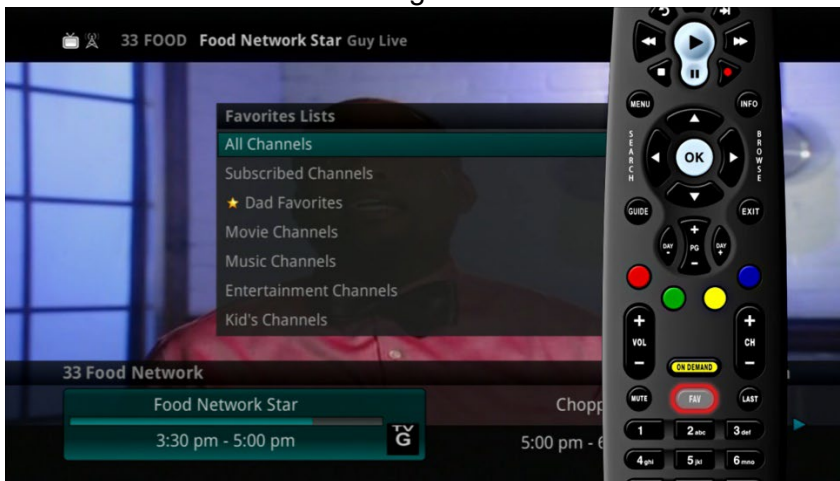 33 FOOD Food Network Star Guy Live
Favorites Lists
All Channels
Subscribed Channels
Dad Favorites
Movie Channels
Music Channels
Entertainment Channels
Kid's Channels
33 Food Network
Food Network Star
3:30 pm - 5:00 pm
TV
G
Chopp
5:00 pm - 6
MENU
INFO
SEARCH
OK
BROWSE
GUIDE
EXIT
DAY -
+ PG -
DAY +
+ VOL -
+ CH -
ON DEMAND
MUTE
FAV
LAST
1
2 abc
3 def
4 ghi
5 jkl
6 mno